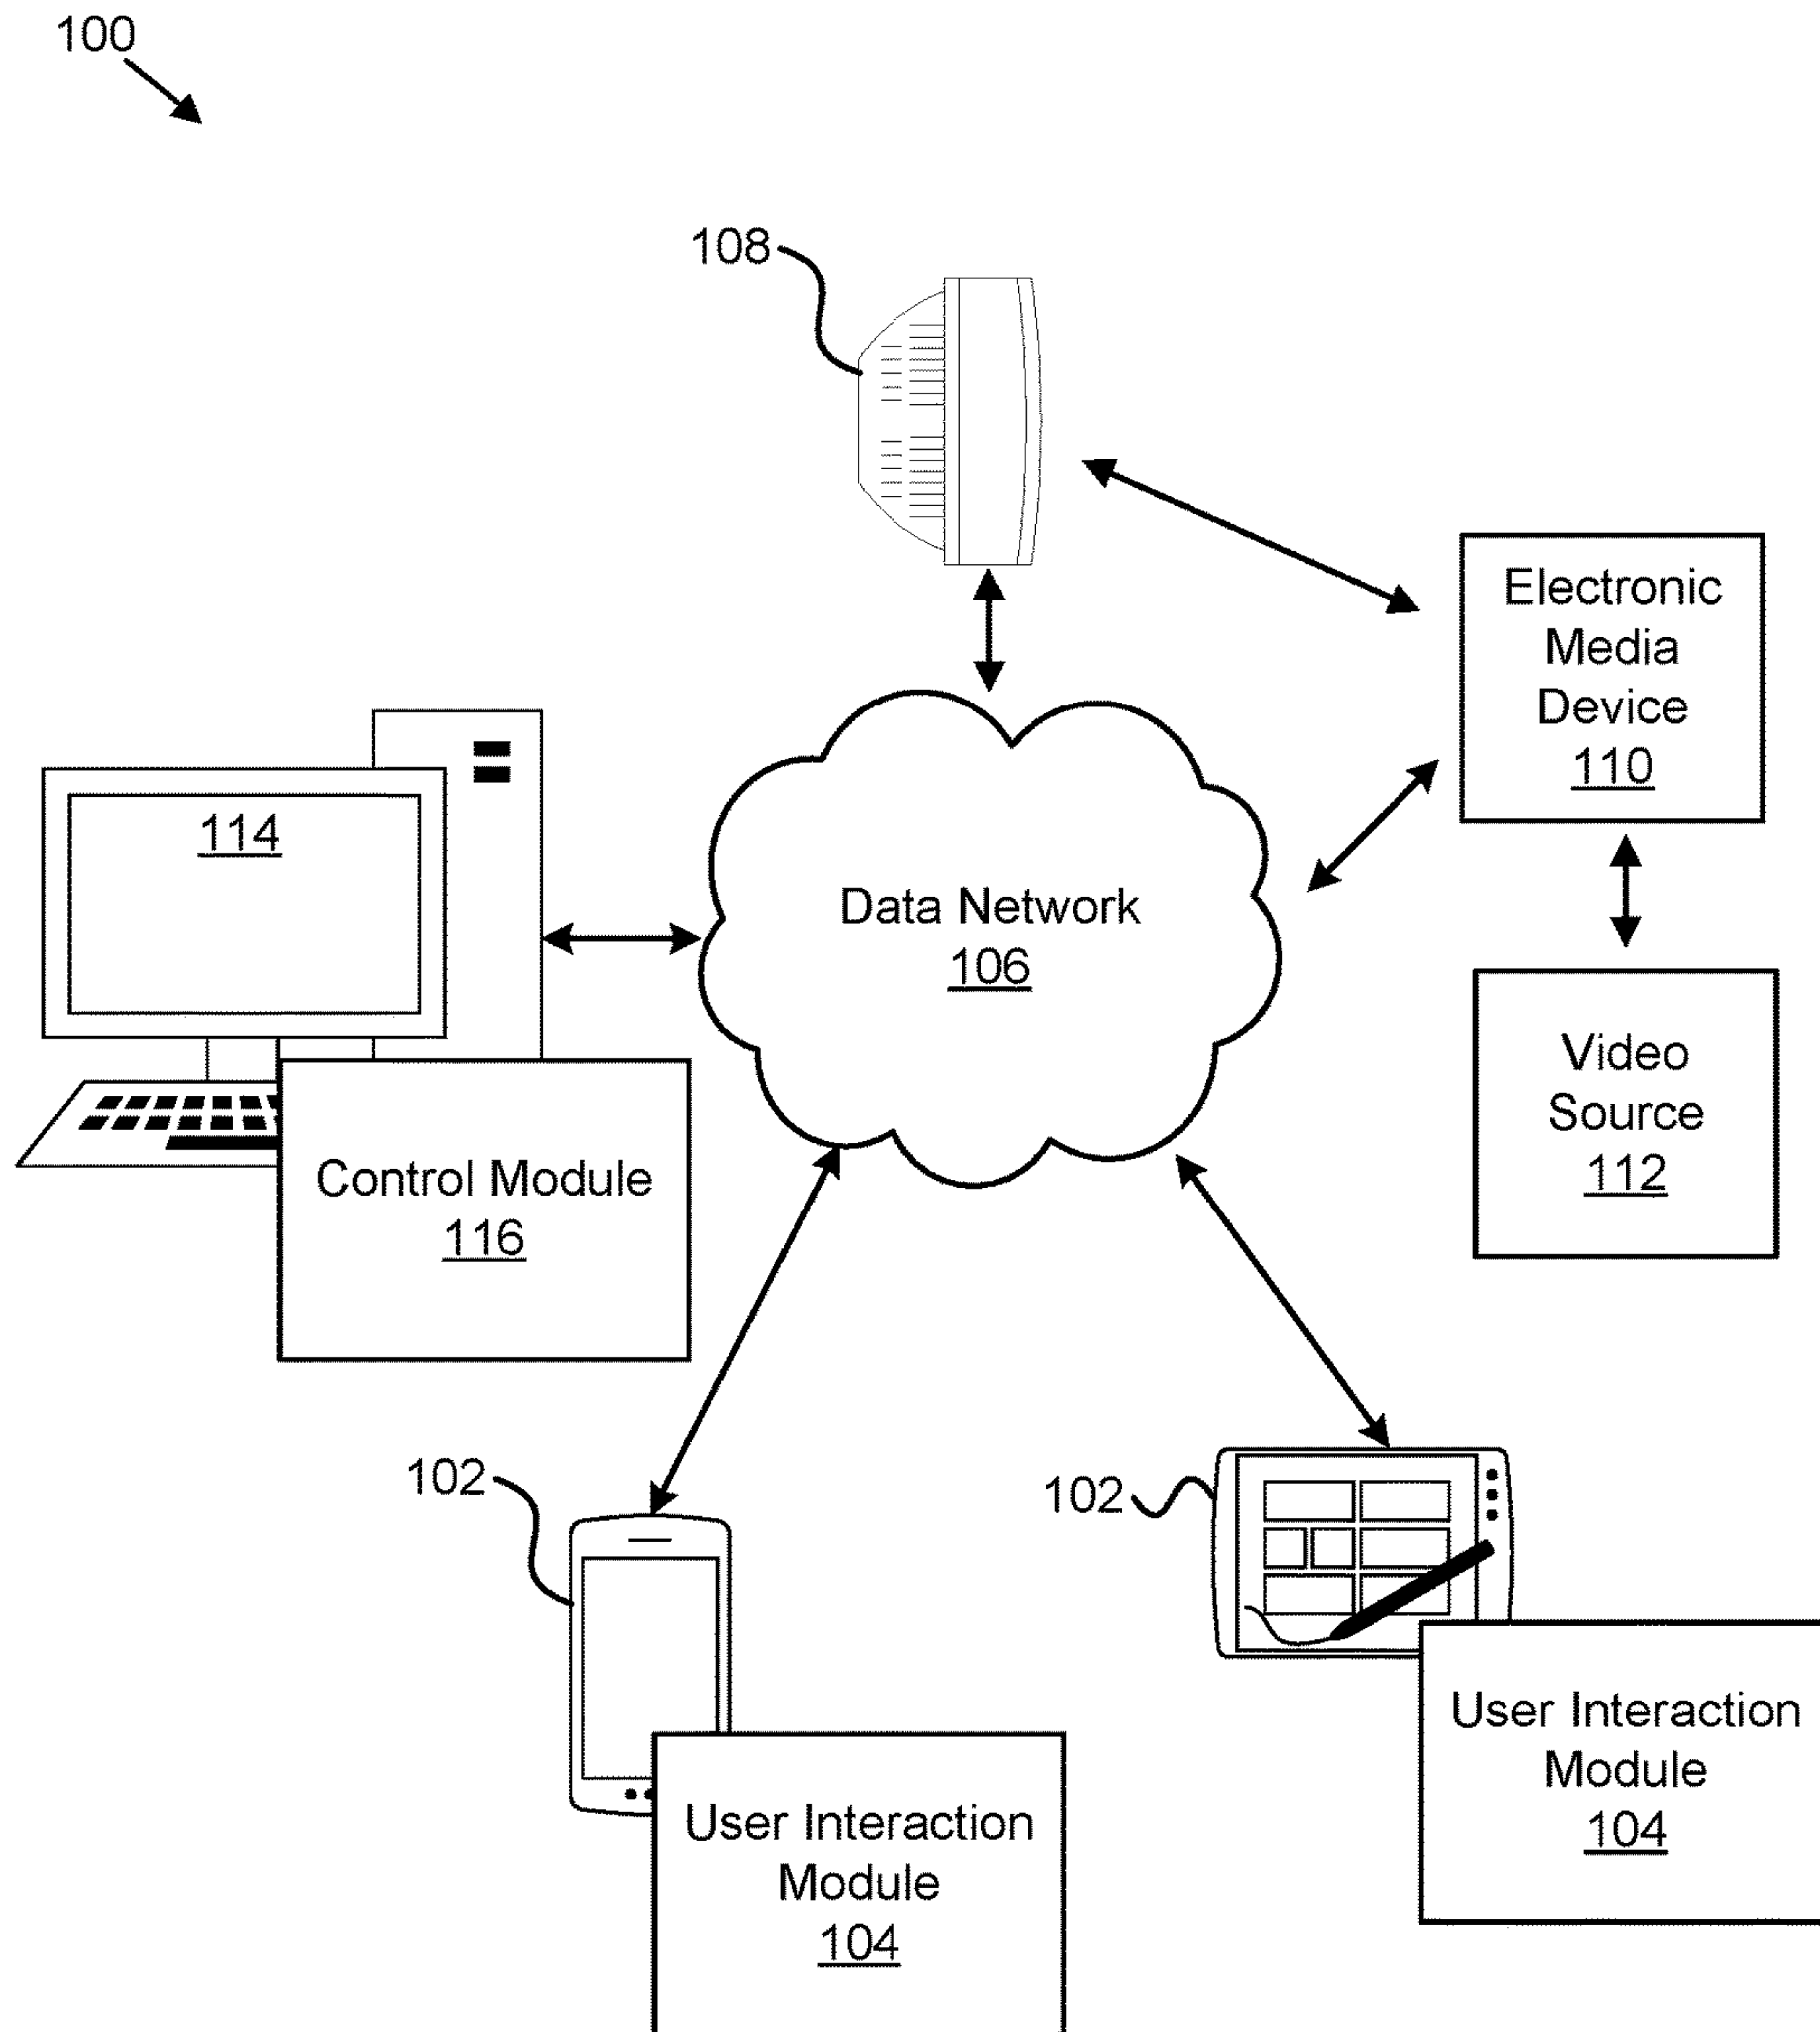 100
108
Electronic
Media
Device
110
114
Data Network
106
Video
Source
112
Control Module
116
102
102
User Interaction
Module
104
User Interaction
Module
104